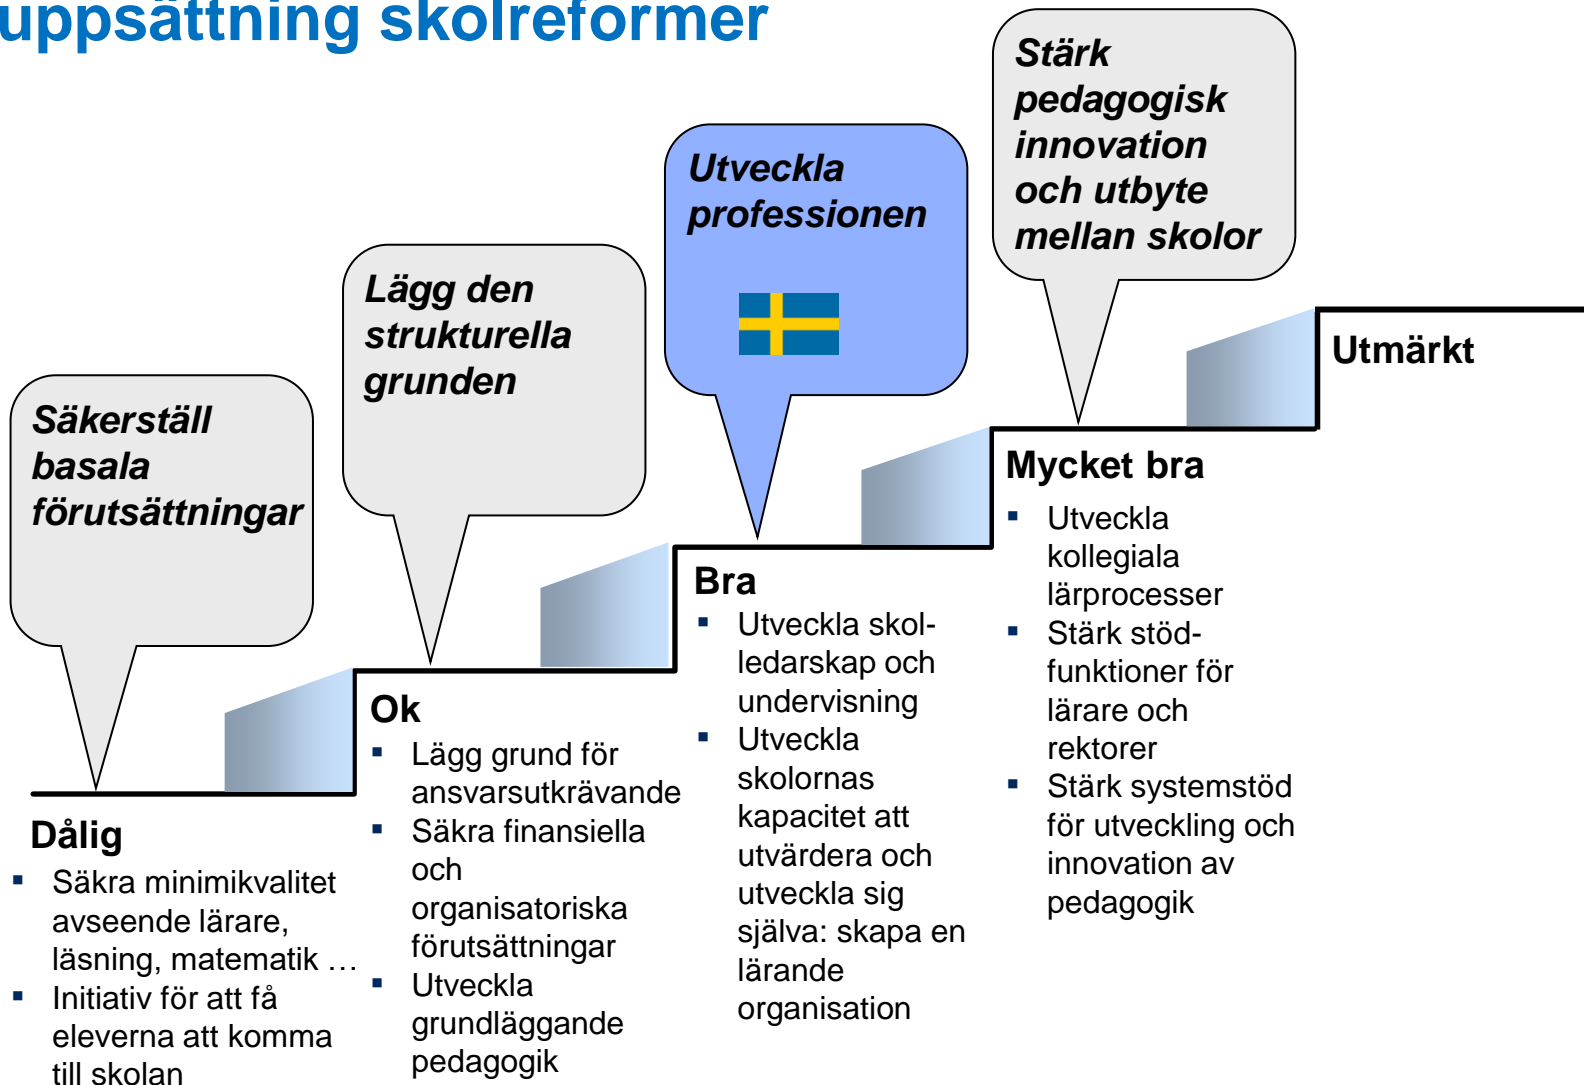 uppsättning skolreformer
Säkerställ
basala
förutsättningar
Lägg den
strukturella
grunden
Utveckla
professionen
Stärk
pedagogisk
innovation
och utbyte
mellan skolor
Dålig
▪ Säkra minimikvalitet
avseende lärare,
läsning, matematik …
▪ Initiativ för att få
eleverna att komma
till skolan
Ok
▪ Lägg grund för
ansvarsutkrävande
▪ Säkra finansiella
och
organisatoriska
förutsättningar
▪ Utveckla
grundläggande
pedagogik
Bra
▪ Utveckla skol-
ledarskap och
undervisning
▪ Utveckla
skolornas
kapacitet att
utvärdera och
utveckla sig
själva: skapa en
lärande
organisation
Mycket bra
▪ Utveckla
kollegiala
lärprocesser
▪ Stärk stöd-
funktioner för
lärare och
rektorer
▪ Stärk systemstöd
för utveckling och
innovation av
pedagogik
Utmärkt